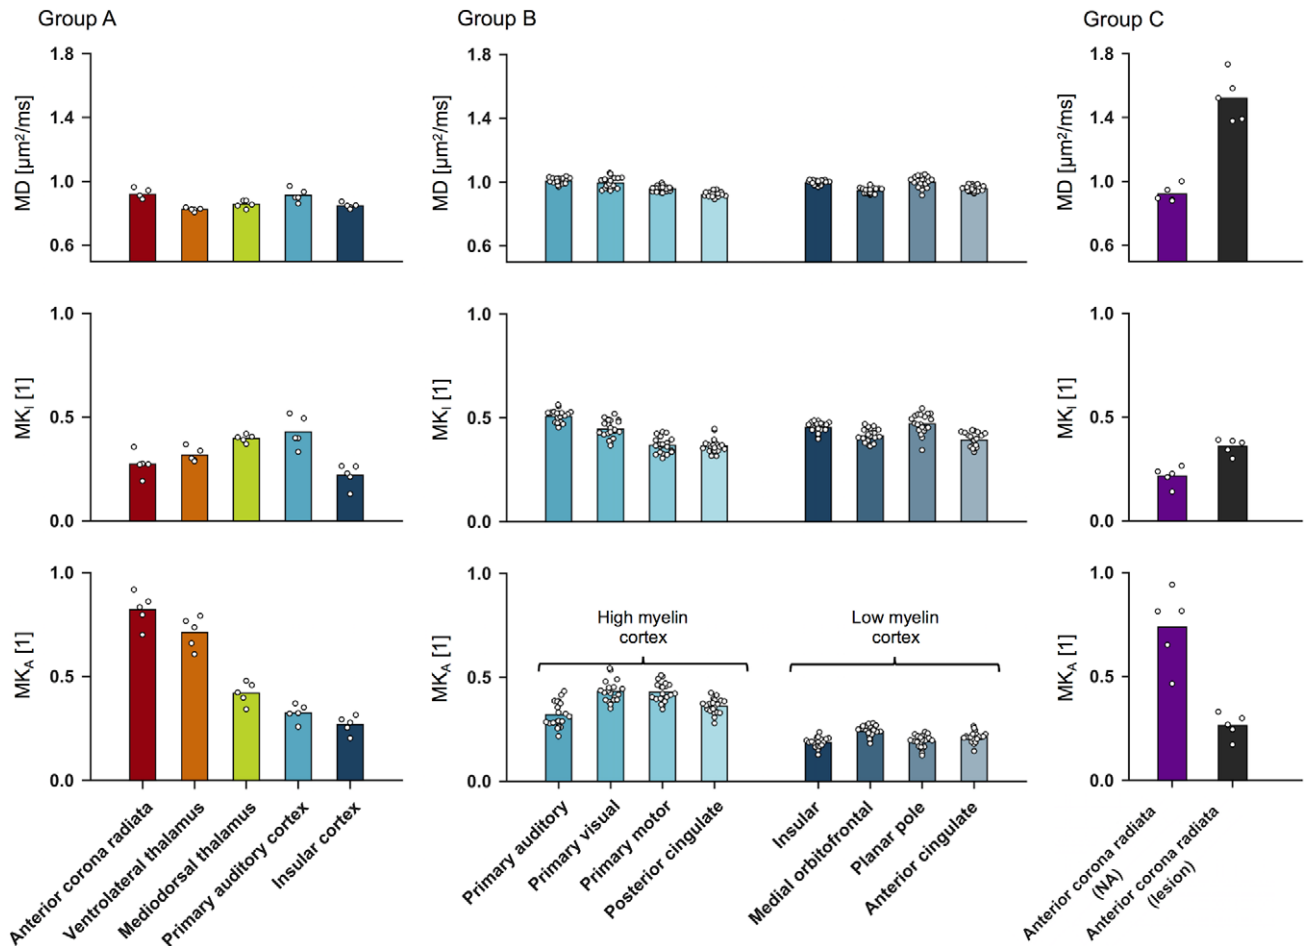 Group A
Group B
Group C
MD [μm²/ms]
1.8
1.4
1.0
0.6
MD [μm²/ms]
1.8
1.4
1.0
0.6
MD [μm²/ms]
1.8
1.4
1.0
0.6
MKI [1]
1.0
0.5
0.0
MKI [1]
1.0
0.5
0.0
MKI [1]
1.0
0.5
0.0
MKA [1]
1.0
0.5
0.0
MKA [1]
1.0
0.5
0.0
High myelin
cortex
Low myelin
cortex
MKA [1]
1.0
0.5
0.0
Anterior corona radiata
Ventrolateral thalamus
Mediodorsal thalamus
Primary auditory cortex
Insular cortex
Primary auditory
Primary visual
Primary motor
Posterior cingulate
Insular
Medial orbitofrontal
Planar pole
Anterior cingulate
Anterior corona radiata
(NA)
Anterior corona radiata
(lesion)